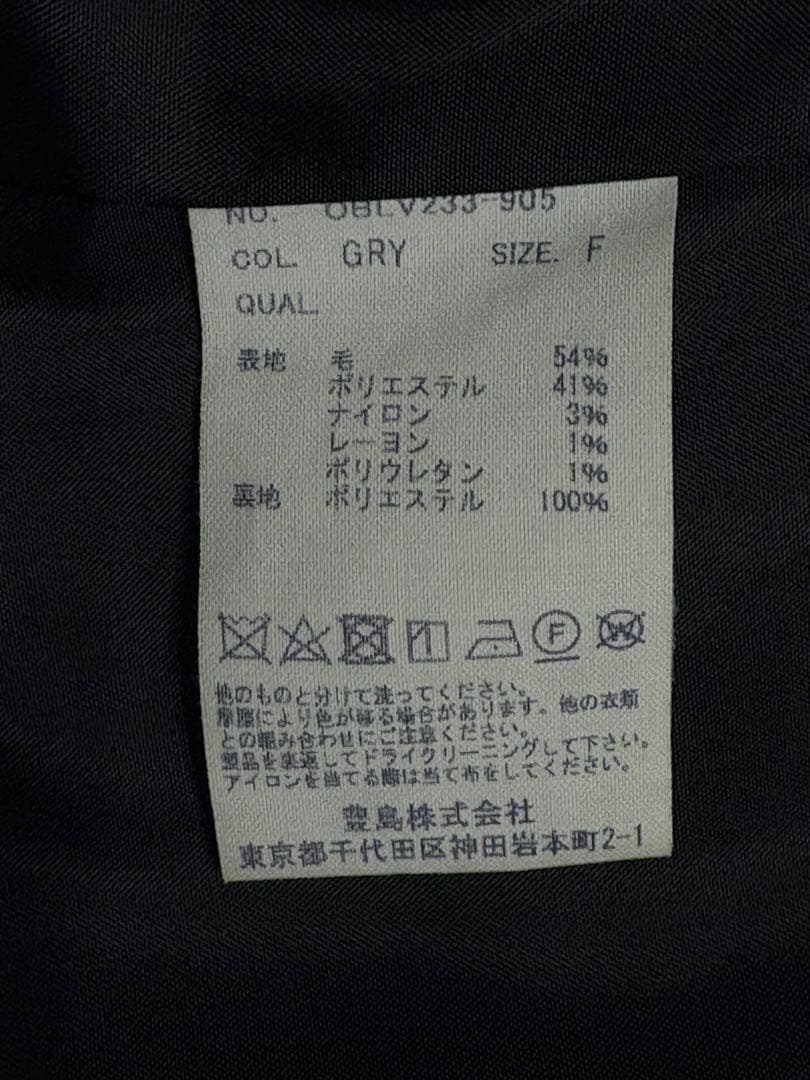 NO. OBLV233-905
COL. GRY SIZE. F
QUAL.
表地 毛 54%
ポリエステル 41%
ナイロン 3%
レーヨン 1%
ポリウレタン 1%
裏地 ポリエステル 100%
F
W
他のものと分けて洗ってください。
摩擦により色が移る場合があります。他の衣類
との組み合わせにご注意ください。
製品を裏返してドライクリーニングして下さい。
アイロンを当てる際は当て布をしてください。
豊島株式会社
東京都千代田区神田岩本町2-1